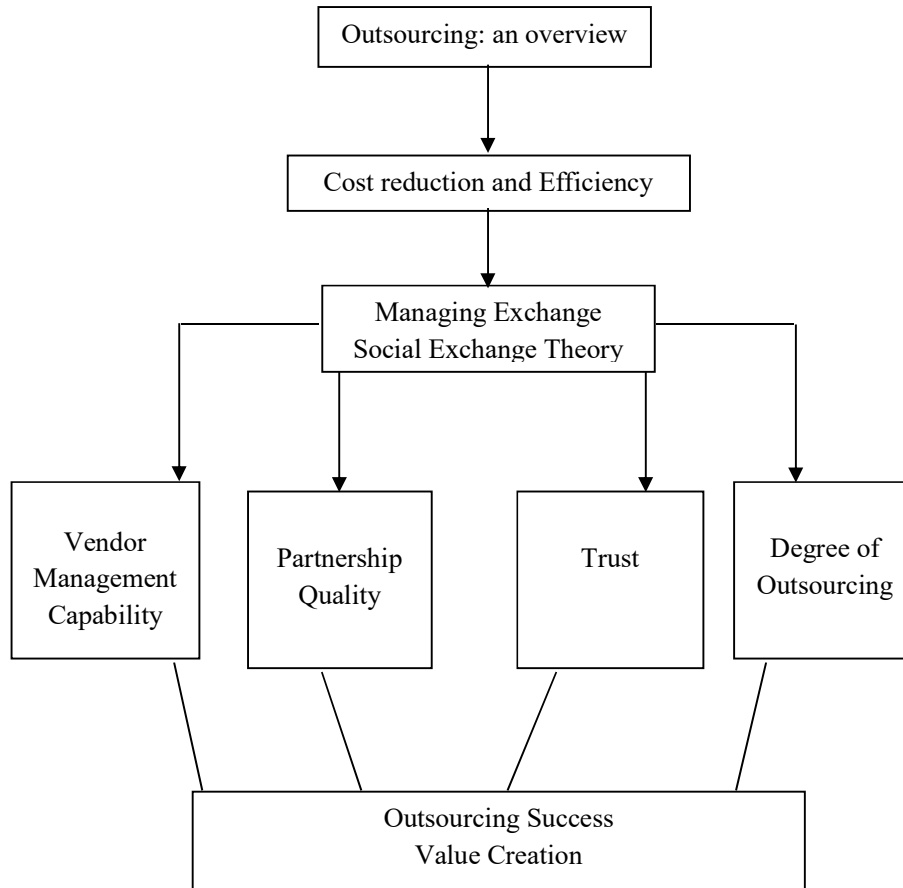 Outsourcing: an overview
Cost reduction and Efficiency
Managing Exchange
Social Exchange Theory
Vendor
Management
Capability
Partnership
Quality
Trust
Degree of
Outsourcing
Outsourcing Success
Value Creation